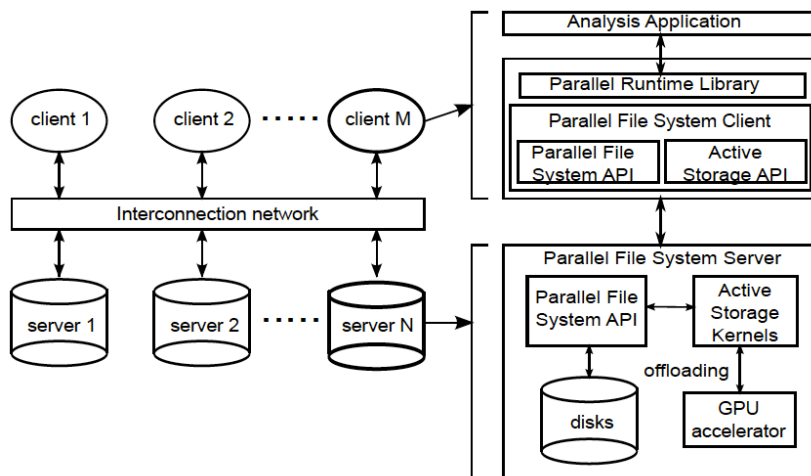 Analysis Application
Parallel Runtime Library
Parallel File System Client
Parallel File
System API
Active
Storage API
client 1
client 2
client M
Interconnection network
server 1
server 2
server N
Parallel File System Server
Parallel File
System API
Active
Storage
Kernels
offloading
disks
GPU
accelerator